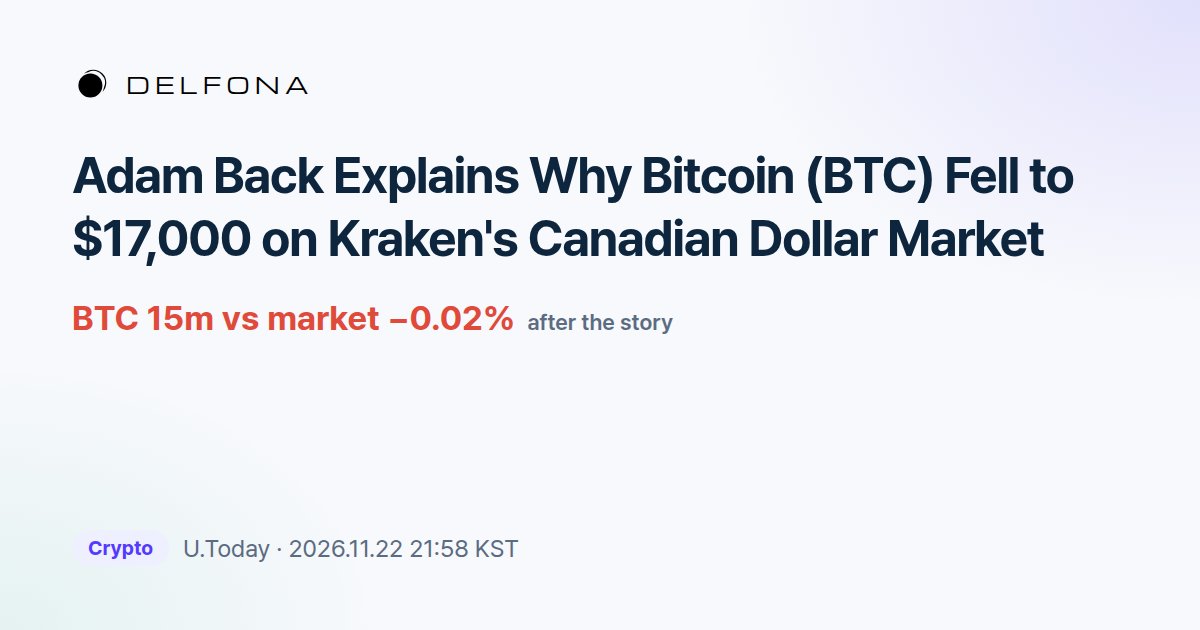 DELFONA
Adam Back Explains Why Bitcoin (BTC) Fell to
$17,000 on Kraken's Canadian Dollar Market
BTC 15m vs market −0.02% after the story
Crypto U.Today · 2026.11.22 21:58 KST